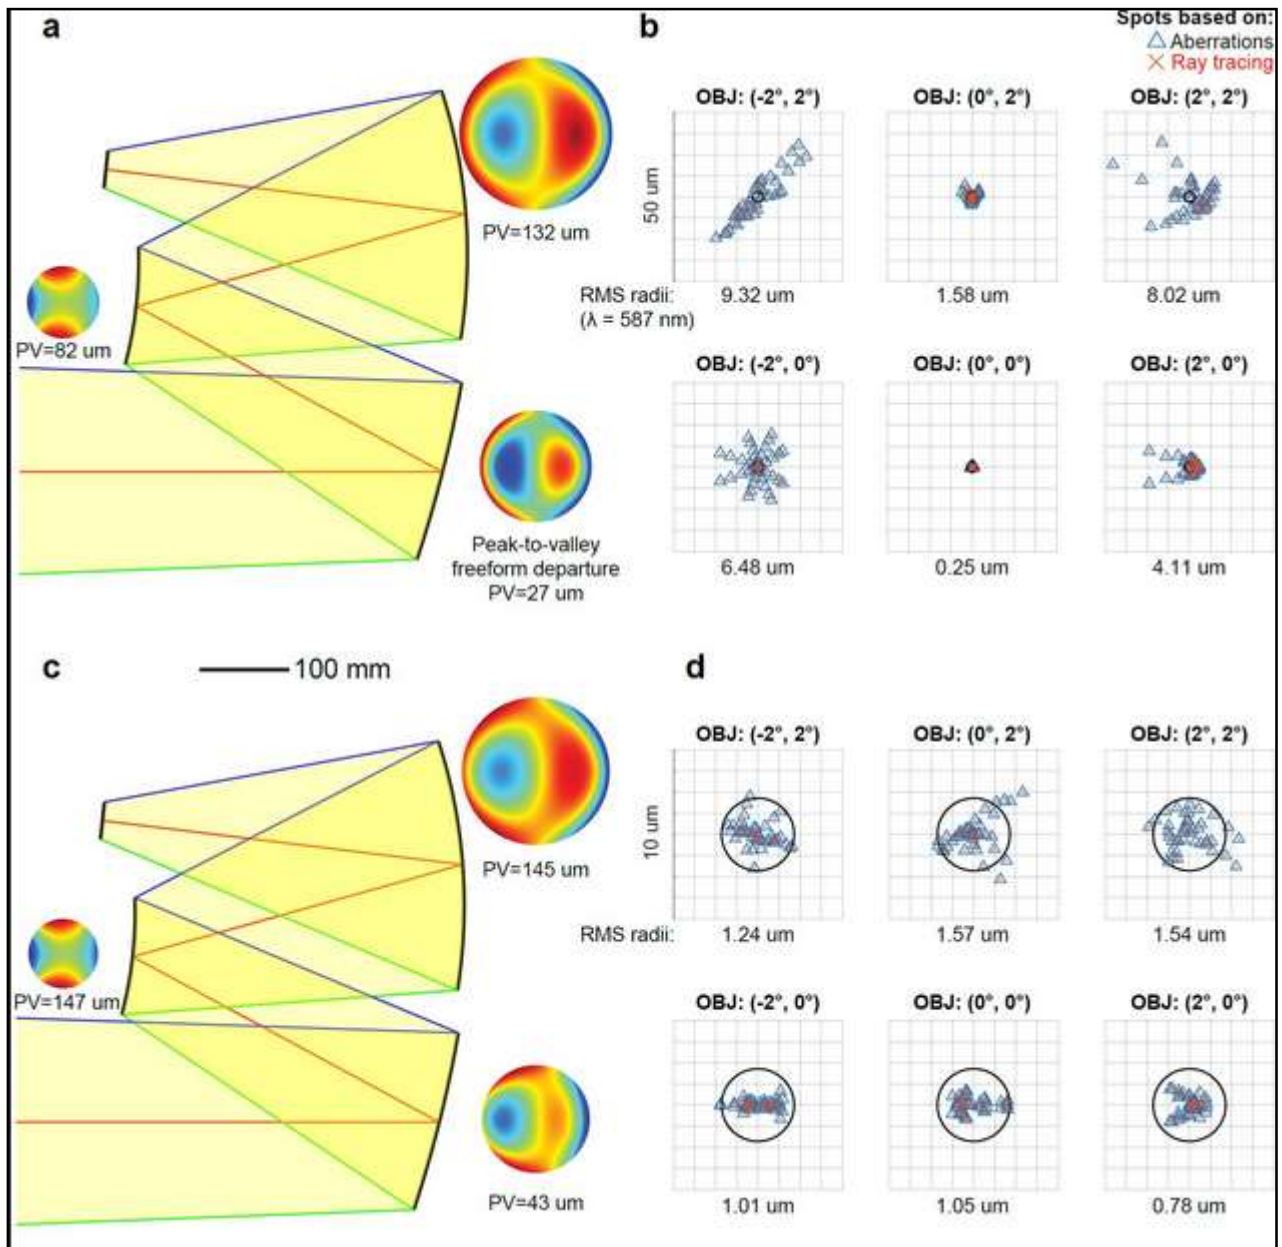 a
PV=132 um
PV=82 um
Peak-to-valley
freeform departure
PV=27 um
b
Spots based on:
Aberrations
Ray tracing
OBJ: (-2°, 2°) OBJ: (0°, 2°) OBJ: (2°, 2°)
50 um
RMS radii: 9.32 um 1.58 um 8.02 um
(λ = 587 nm)
OBJ: (-2°, 0°) OBJ: (0°, 0°) OBJ: (2°, 0°)
6.48 um 0.25 um 4.11 um
c
100 mm
PV=145 um
PV=147 um
PV=43 um
d
OBJ: (-2°, 2°) OBJ: (0°, 2°) OBJ: (2°, 2°)
10 um
RMS radii: 1.24 um 1.57 um 1.54 um
OBJ: (-2°, 0°) OBJ: (0°, 0°) OBJ: (2°, 0°)
1.01 um 1.05 um 0.78 um